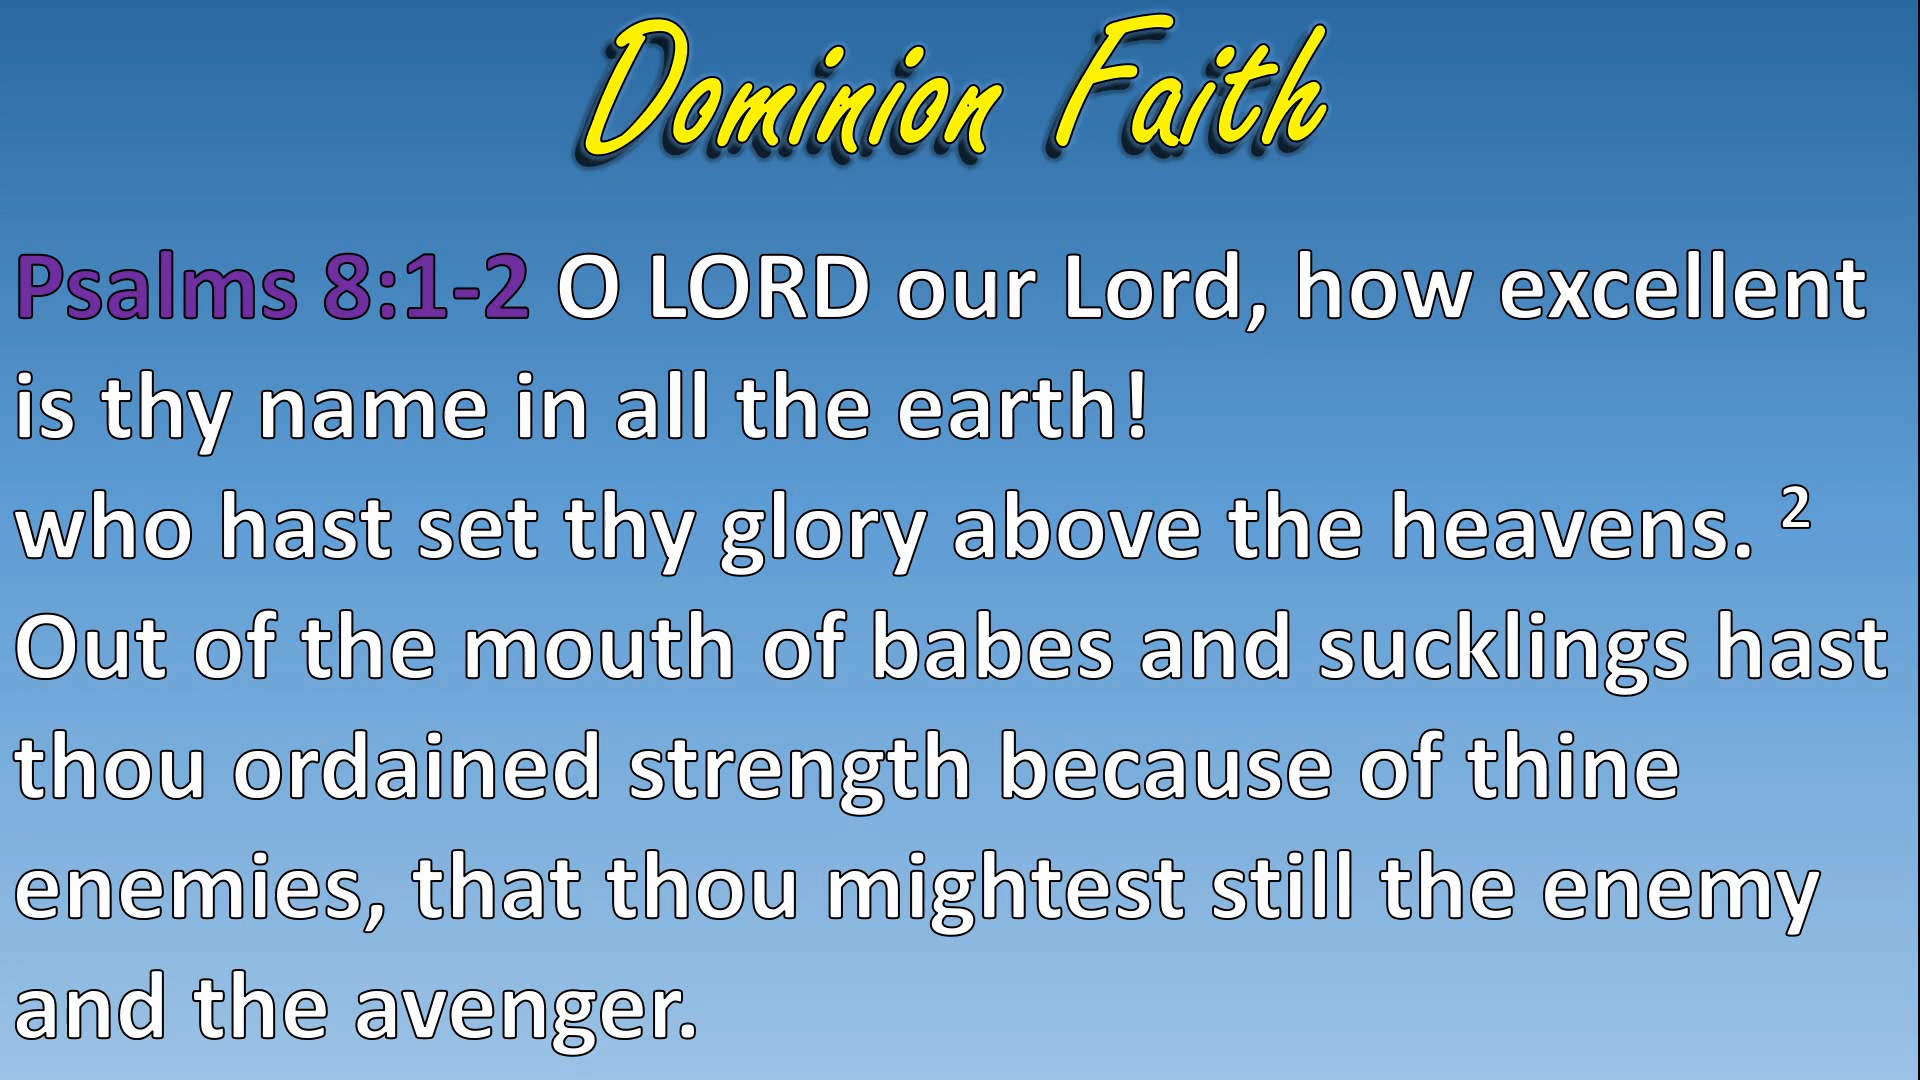 Dominion Faith
Psalms 8:1-2 O LORD our Lord, how excellent
is thy name in all the earth!
who hast set thy glory above the heavens. 2
Out of the mouth of babes and sucklings hast
thou ordained strength because of thine
enemies, that thou mightest still the enemy
and the avenger.